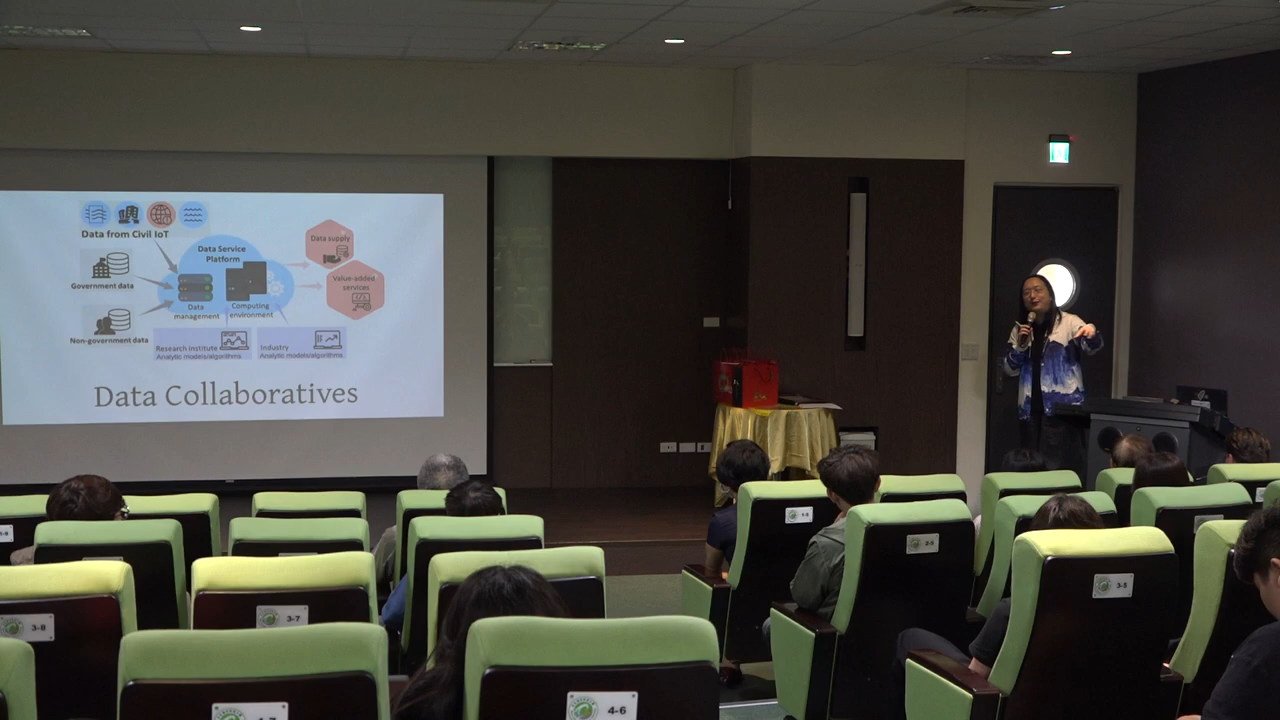 Data from Civil IoT
Government data
Non-government data
Data Service
Platform
Data
management
Computing
environment
Data supply
Value-added
services
Research Institute
Analytic models/algorithms
Industry
Analytic models/algorithms
Data Collaboratives
3-8
3-7
2-5
3-5
4-6